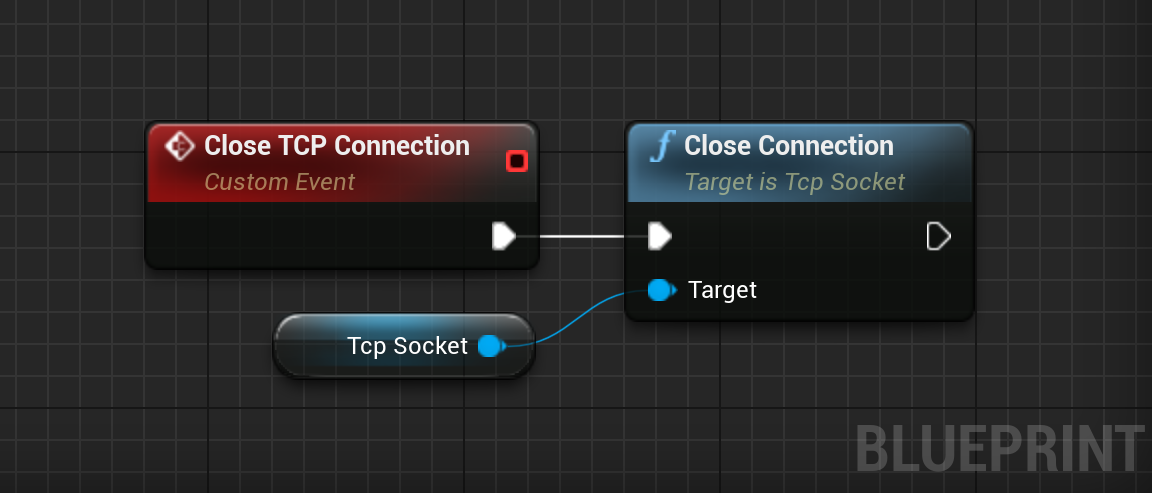 Close TCP Connection
Custom Event
Close Connection
Target is Tcp Socket
Target
Tcp Socket
BLUEPRINT